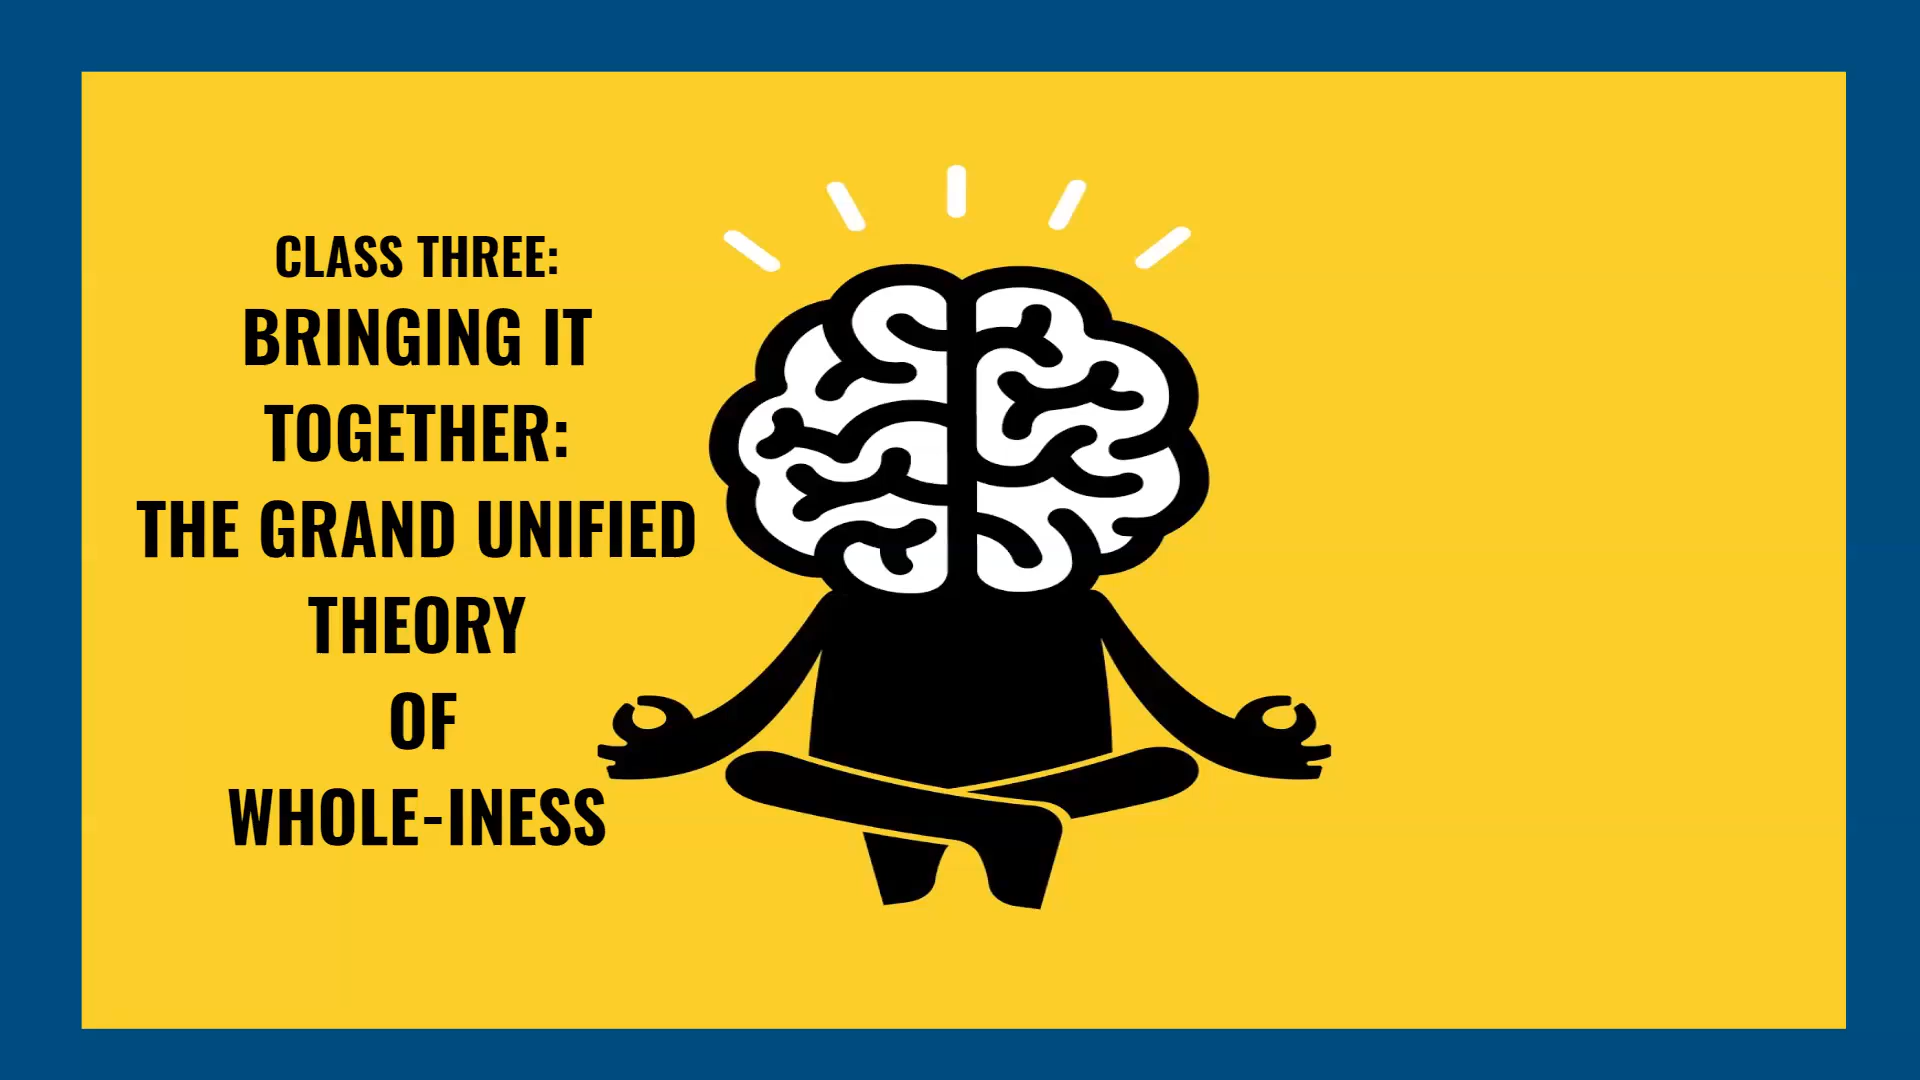 CLASS THREE:
BRINGING IT
TOGETHER:
THE GRAND UNIFIED
THEORY
OF
WHOLE-INESS